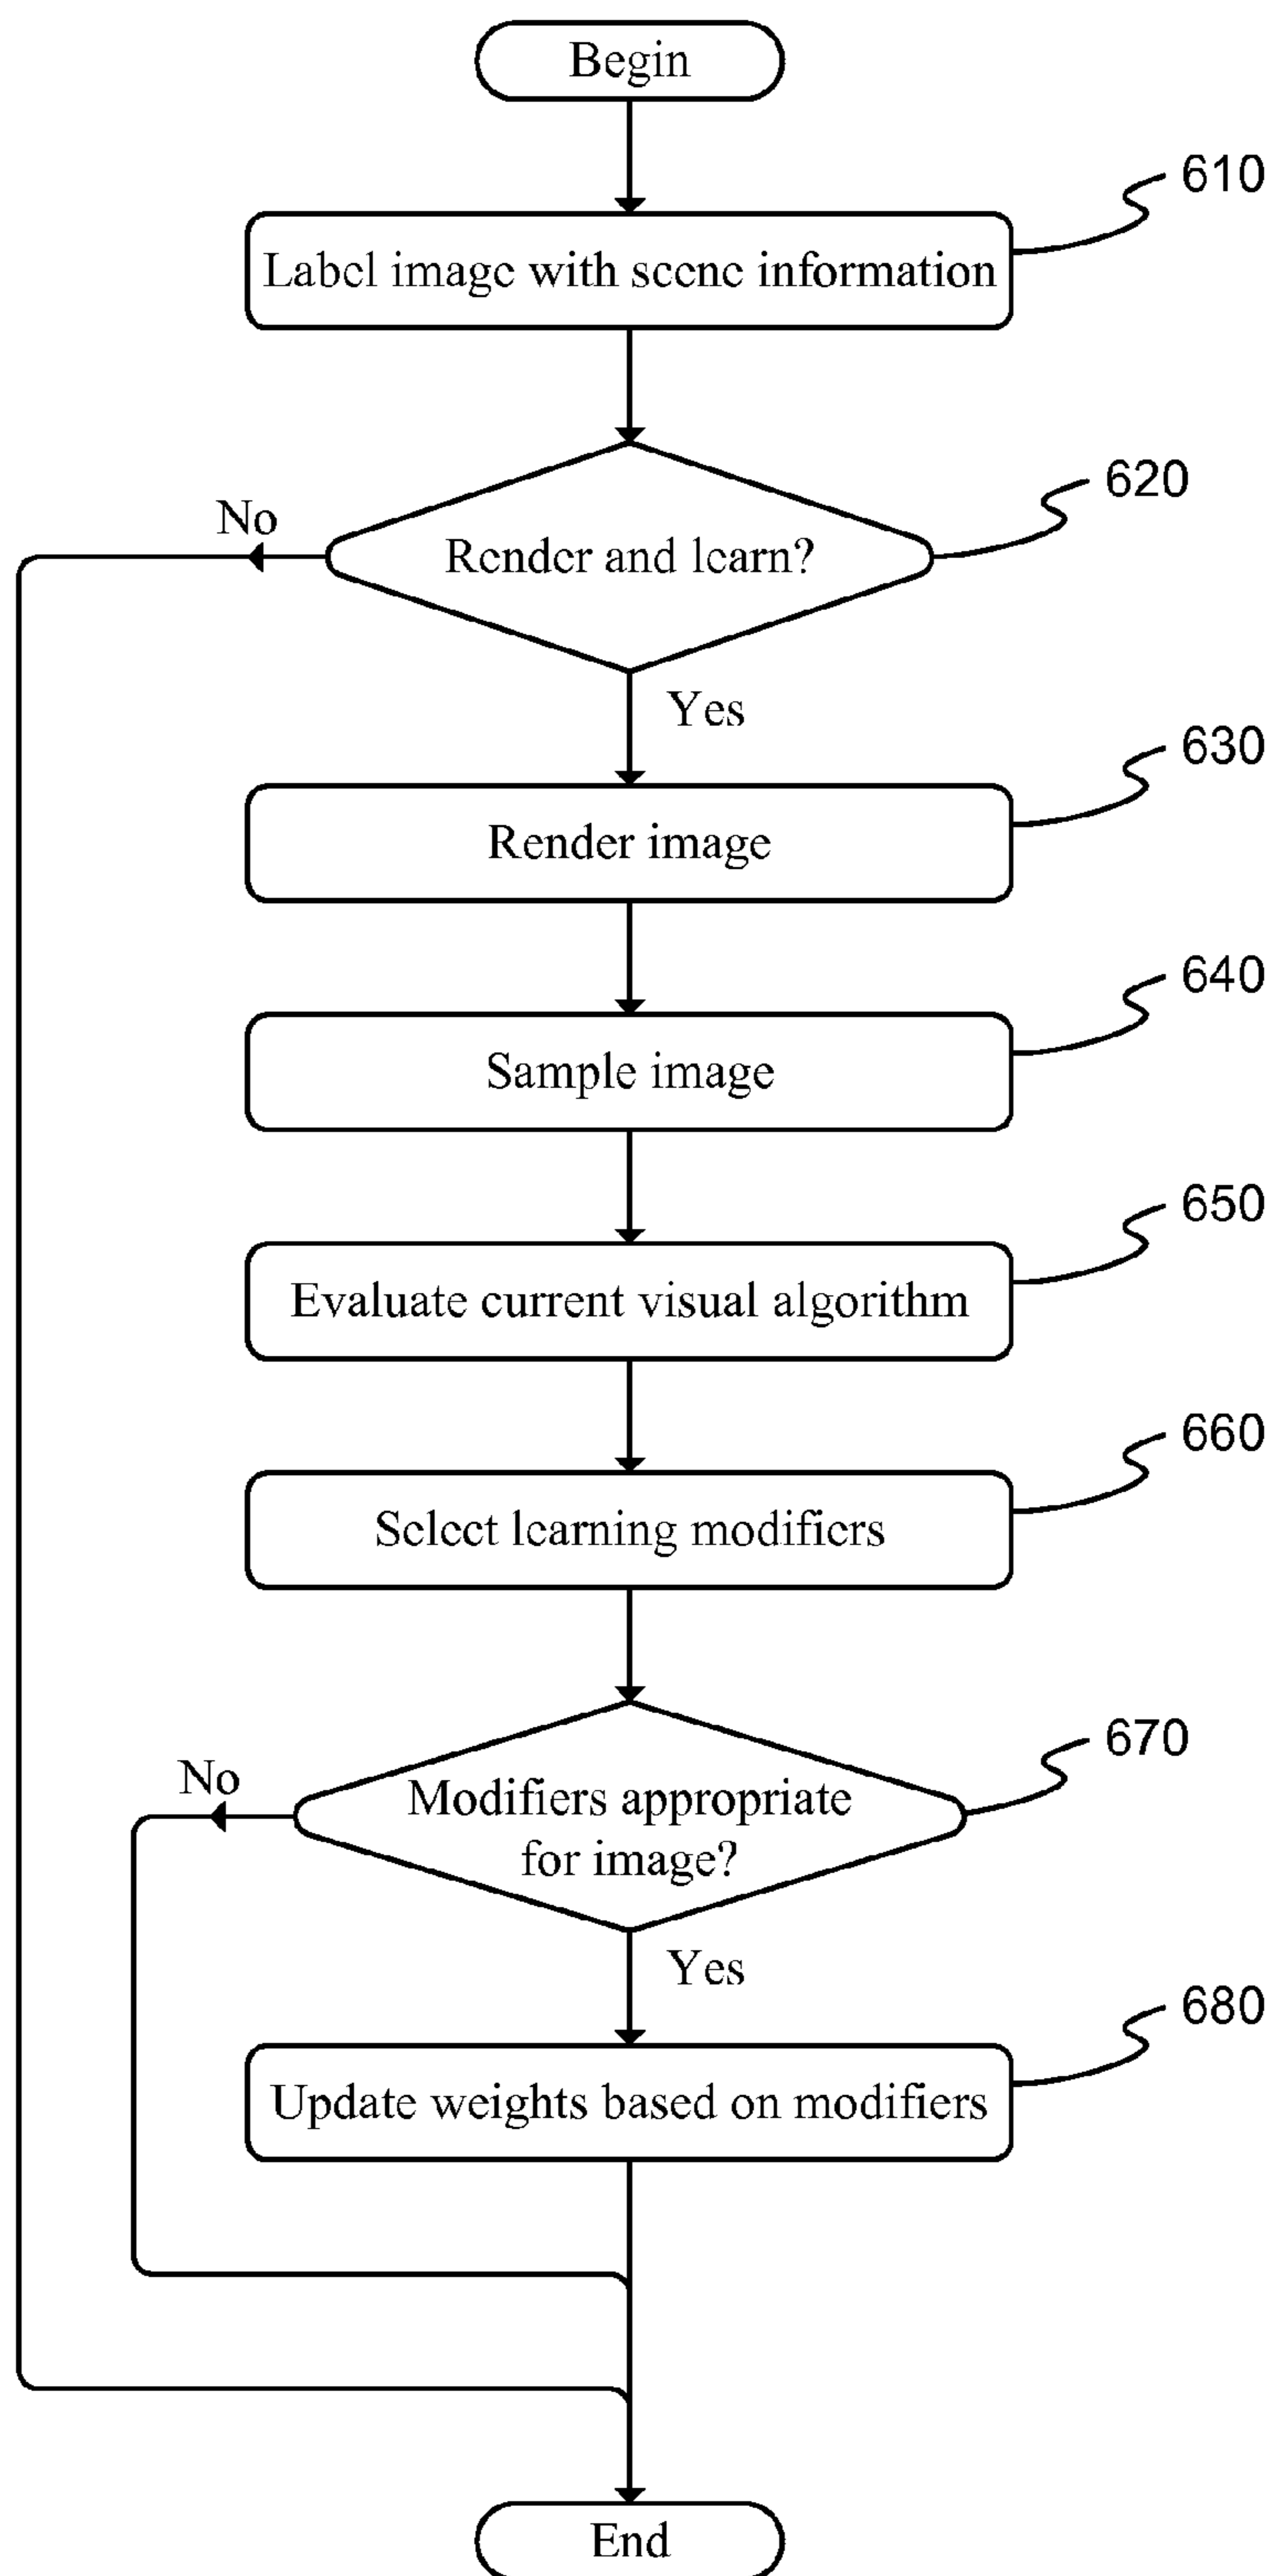 Begin
610
Label image with scene information
620
No
Render and learn?
Yes
630
Render image
640
Sample image
650
Evaluate current visual algorithm
660
Select learning modifiers
670
No
Modifiers appropriate
for image?
Yes
680
Update weights based on modifiers
End